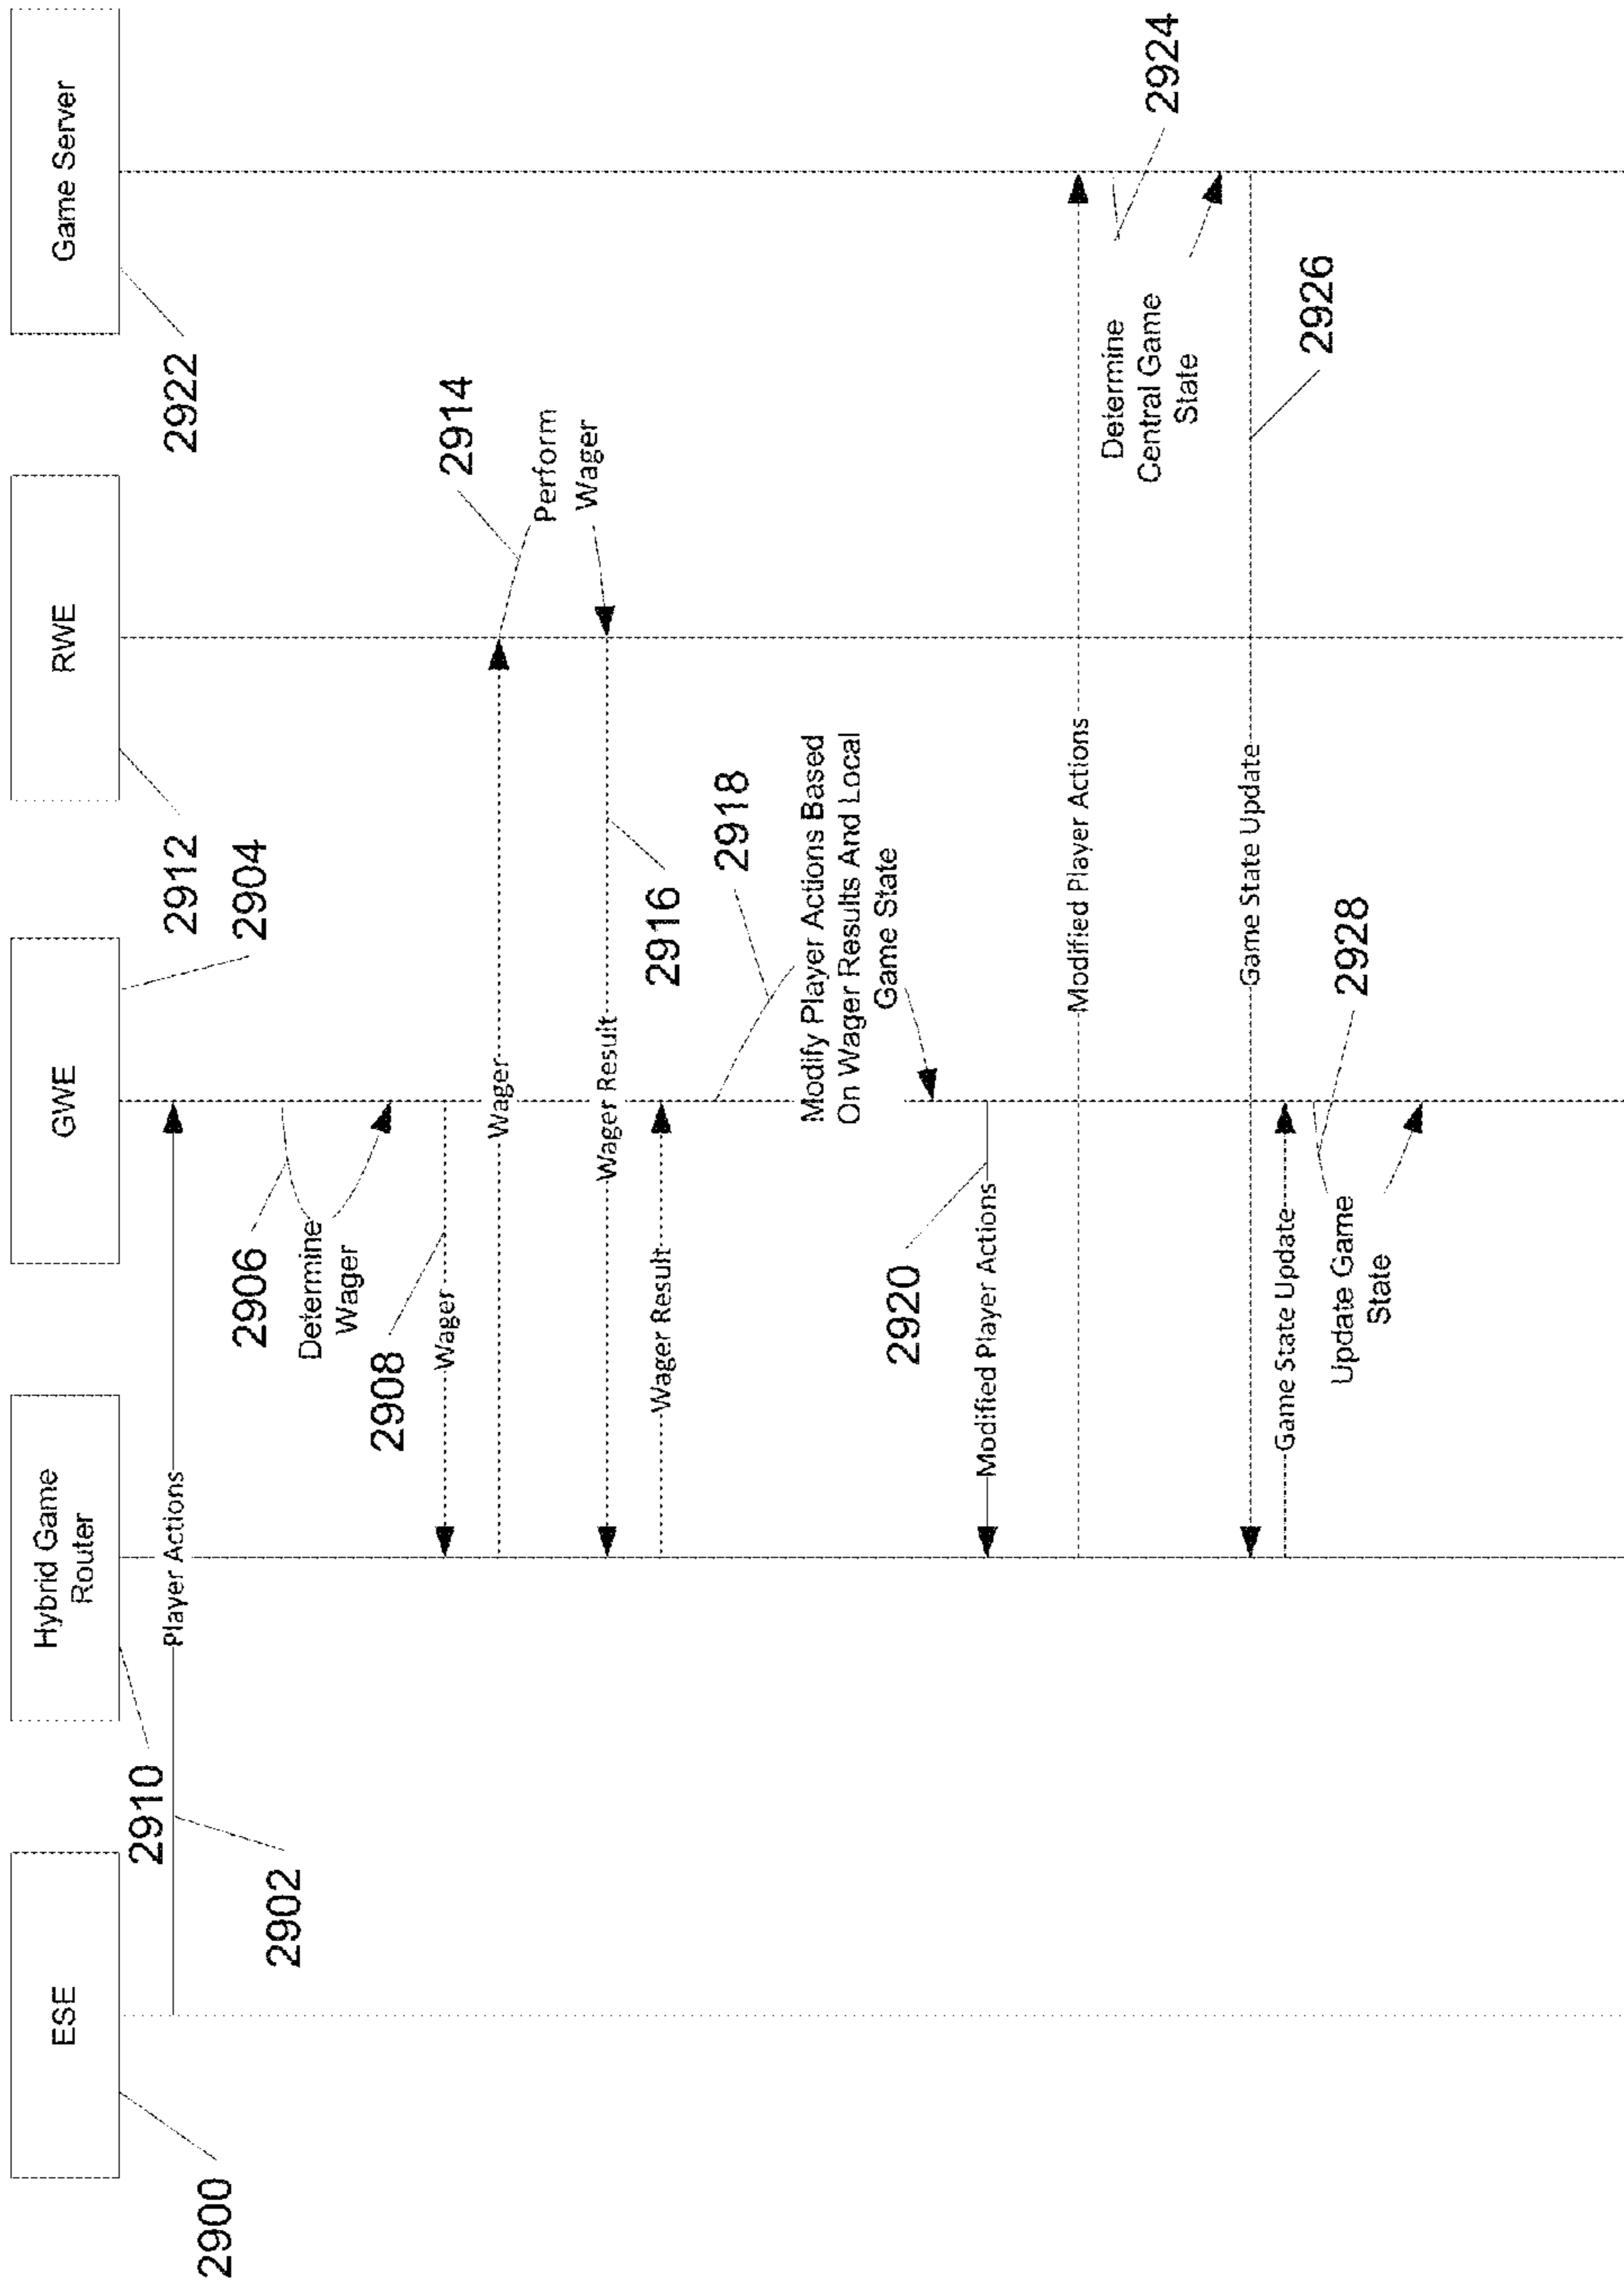 ESE
Hybrid Game
Router
GWE
RWE
Game Server
2900
2910
2904
2912
2922
Player Actions
2902
2906
Determine
Wager
2908
Wager
Wager
2914
Perform
Wager
Wager Result
2916
Wager Result
2918
Modify Player Actions Based
On Wager Results And Local
Game State
2920
Modified Player Actions
Modified Player Actions
2924
Determine
Central Game
State
Game State Update
2926
Game State Update
2928
Update Game
State